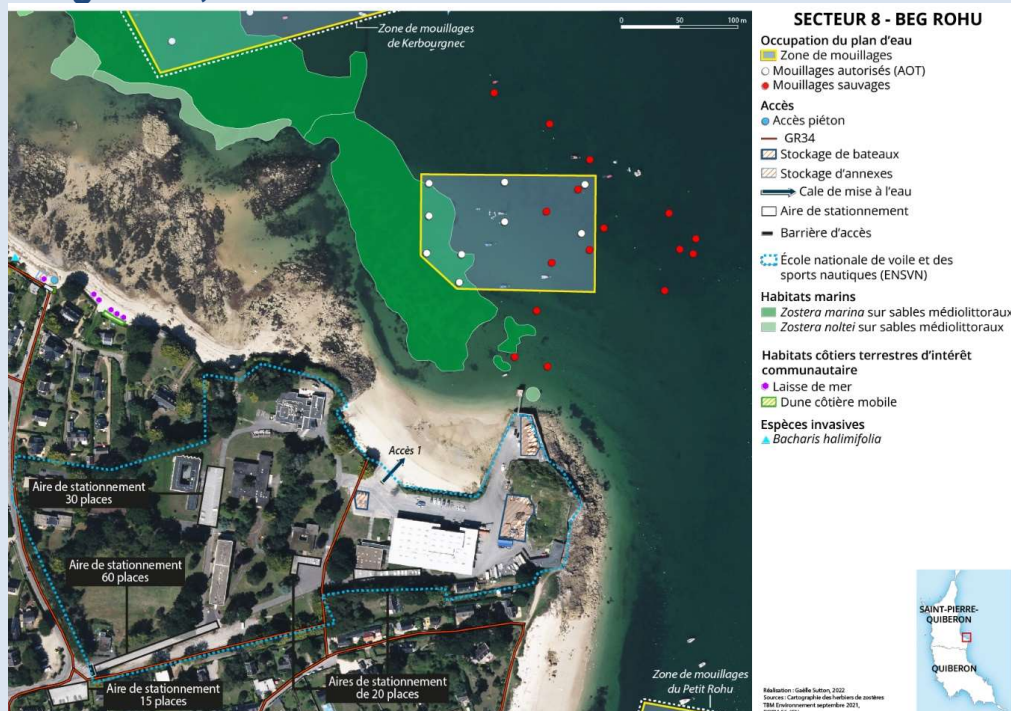 SECTEUR 8 - BEG ROHU
Occupation du plan d'eau
Zone de mouillages
Mouillages autorisés (AOT)
Mouillages sauvages
Accès
Accès piéton
GR34
Stockage de bateaux
Stockage d'annexes
Cale de mise à l'eau
Aire de stationnement
Barrière d'accès
École nationale de voile et des
sports nautiques (ENSVN)
Habitats marins
Zostera marina sur sables médiolittoraux
Zostera noltei sur sables médiolittoraux
Habitats côtiers terrestres d'intérêt
communautaire
Laisse de mer
Dune côtière mobile
Espèces invasives
Bacharis halimifolia
Zone de mouillages
de Kerbourgnec
0 50 100 m
Accès 1
Aire de stationnement
30 places
Aire de stationnement
60 places
Aire de stationnement
15 places
Aires de stationnement
de 20 places
Zone de mouillages
du Petit Rohu
SAINT-PIERRE-
QUIBERON
QUIBERON
Réalisation : Gaëlle Sutton, 2022
Sources : Cartographie des herbiers de zostères
TBM Environnement septembre 2021,